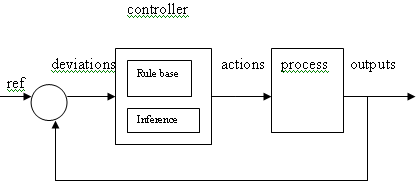 controller
deviations
Rule base
actions
process
outputs
ref
Inference